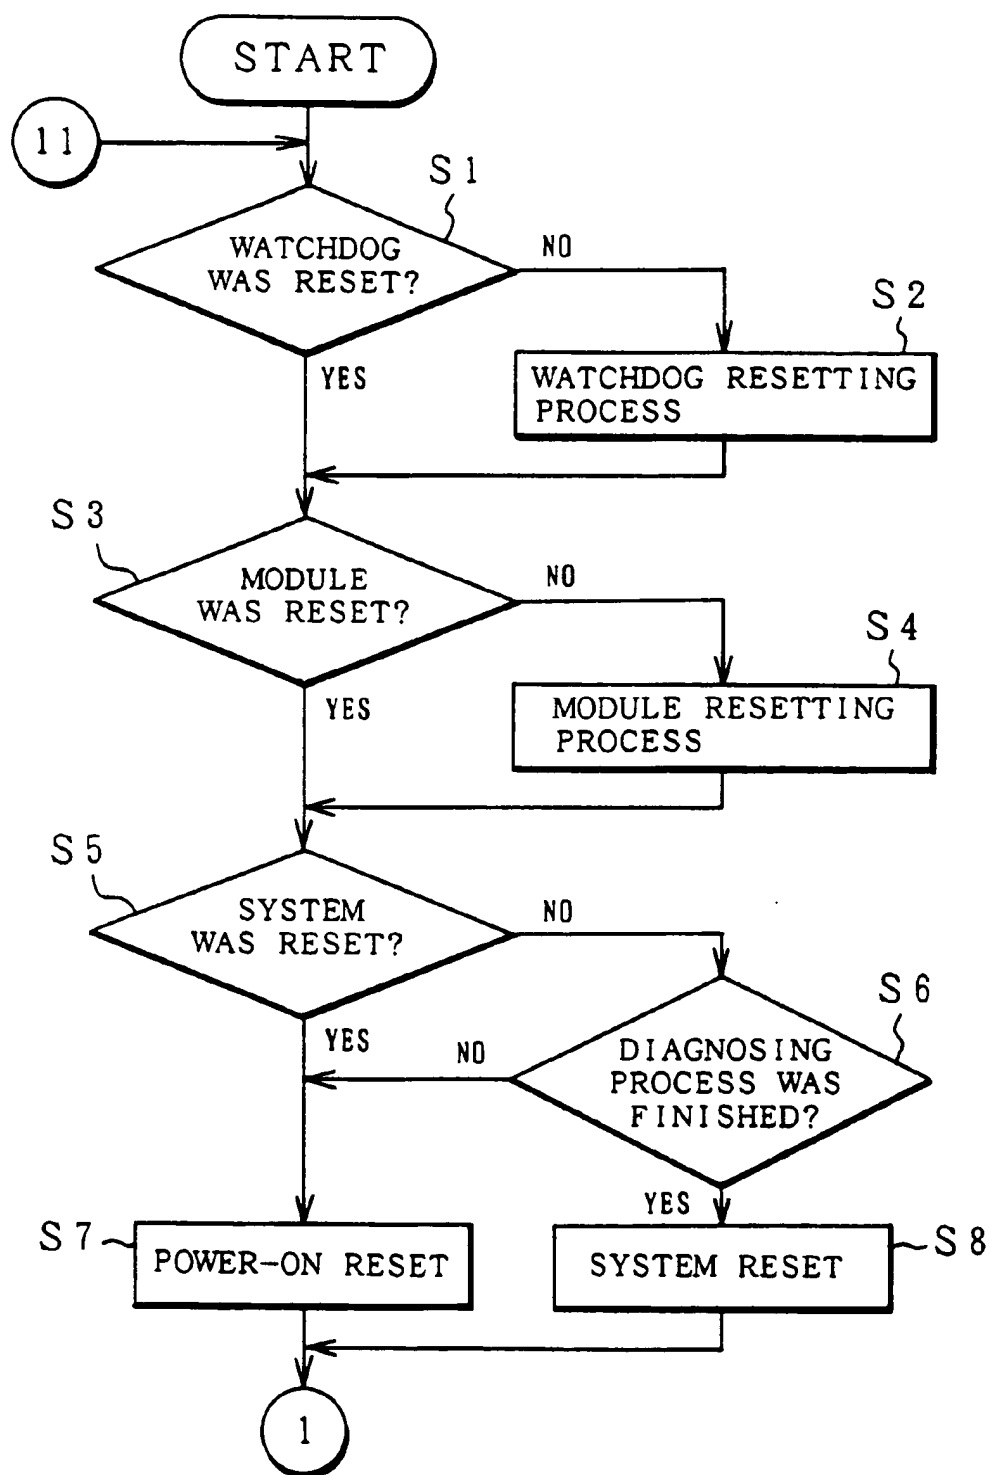 START
11
S1
WATCHDOG
WAS RESET?
NO
YES
S2
WATCHDOG RESETTING
PROCESS
S3
MODULE
WAS RESET?
NO
YES
S4
MODULE RESETTING
PROCESS
S5
SYSTEM
WAS RESET?
NO
YES
S6
DIAGNOSING
PROCESS WAS
FINISHED?
NO
YES
S7
POWER-ON RESET
S8
SYSTEM RESET
1